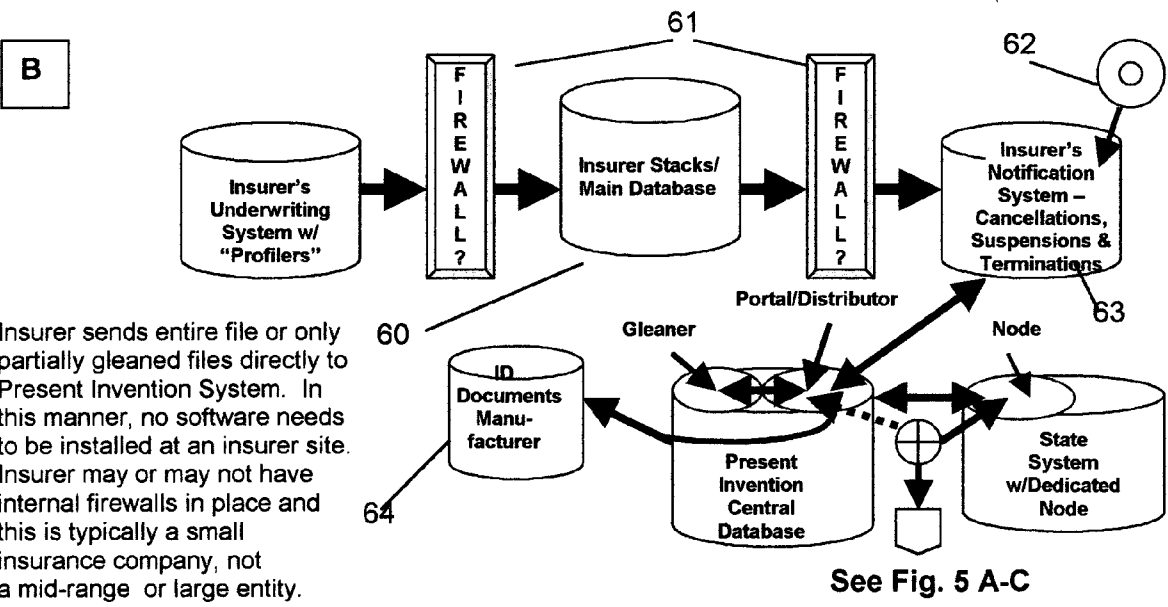 B
61
62
FIREWALL?
FIREWALL?
Insurer's
Underwriting
System w/
"Profilers"
Insurer Stacks/
Main Database
Insurer's
Notification
System –
Cancellations,
Suspensions &
Terminations
60
63
Portal/Distributor
Gleaner
Node
Insurer sends entire file or only
partially gleaned files directly to
Present Invention System. In
this manner, no software needs
to be installed at an insurer site.
Insurer may or may not have
internal firewalls in place and
this is typically a small
insurance company, not
a mid-range or large entity.
ID
Documents
Manu-
facturer
64
Present
Invention
Central
Database
State
System
w/Dedicated
Node
See Fig. 5 A-C